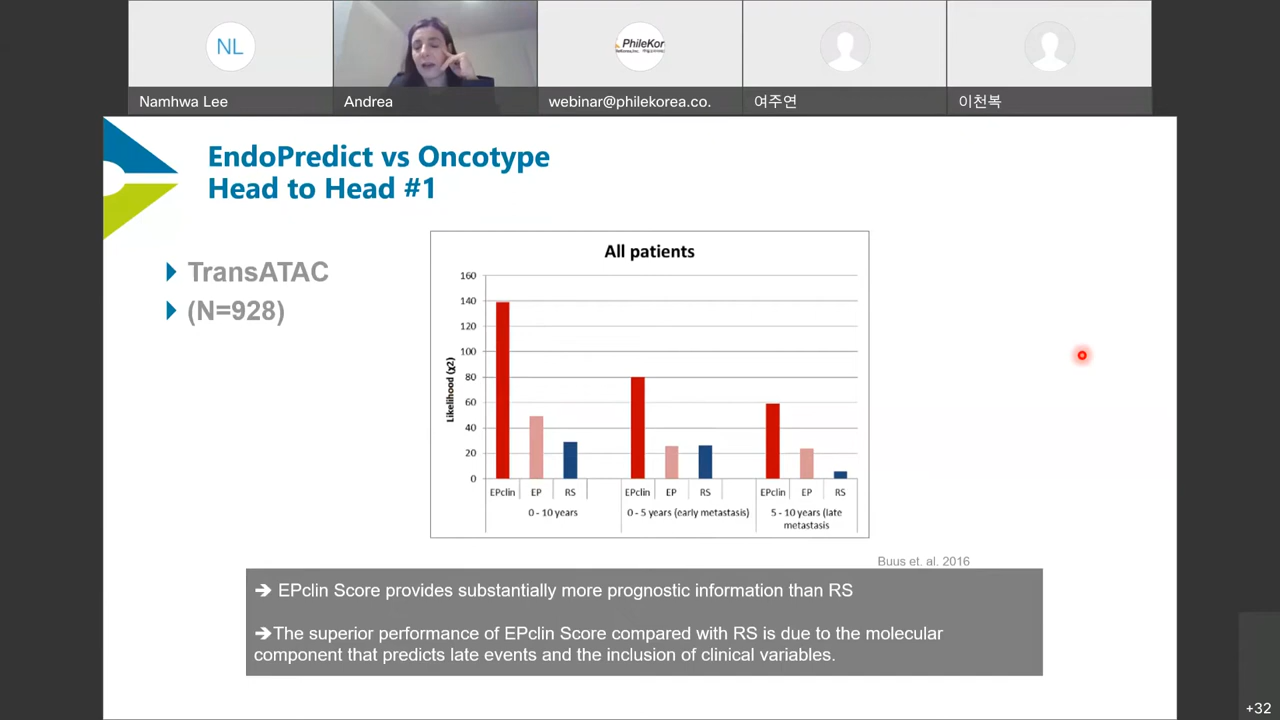 NL
PhileKor
Namhwa Lee
Andrea
webinar@philekorea.co.
여주연
이천복
EndoPredict vs Oncotype
Head to Head #1
TransATAC
(N=928)
All patients
Likelihood (χ2)
160
140
120
100
80
60
40
20
0
EPclin EP RS
EPclin EP RS
EPclin EP RS
0 - 10 years
0 - 5 years (early metastasis)
5 - 10 years (late
metastasis
Buus et. al. 2016
➔ EPclin Score provides substantially more prognostic information than RS
➔The superior performance of EPclin Score compared with RS is due to the molecular
component that predicts late events and the inclusion of clinical variables.
+32